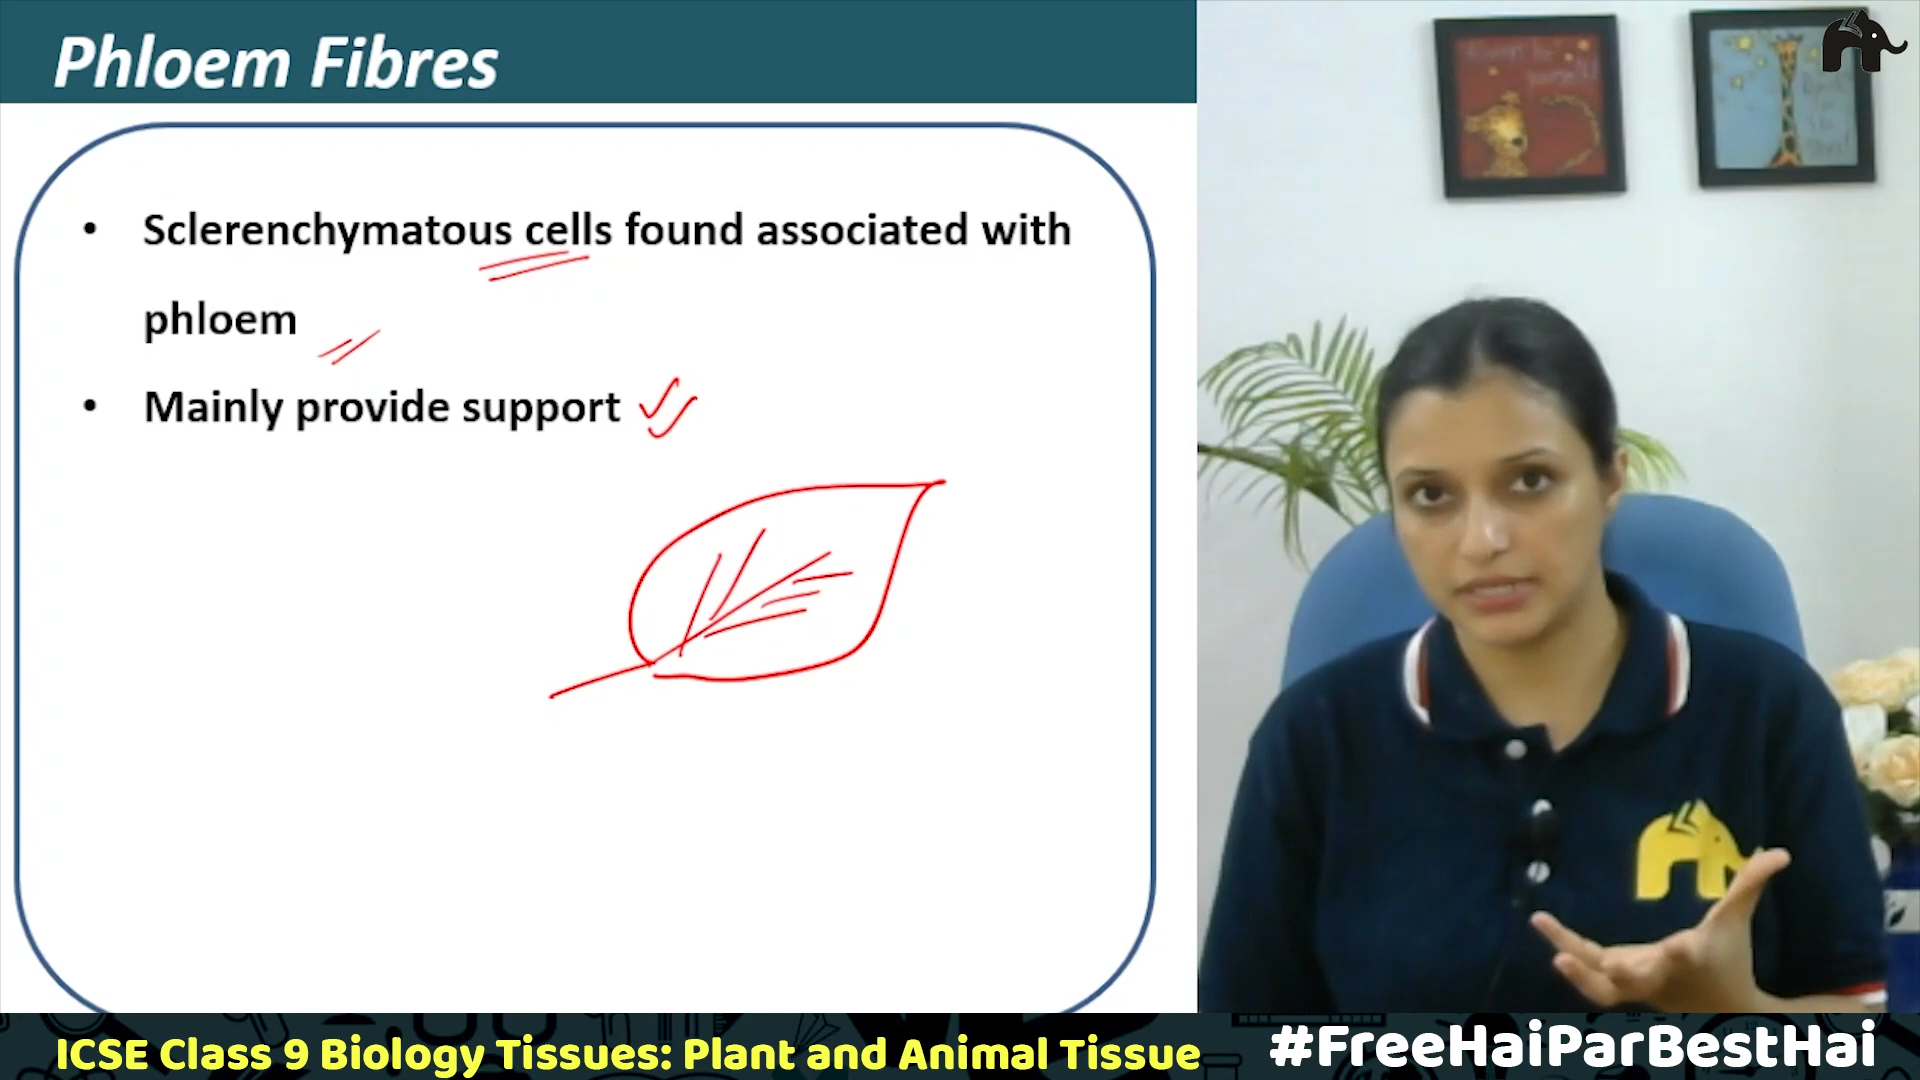 Phloem Fibres
• Sclerenchymatous cells found associated with
phloem
• Mainly provide support
ICSE Class 9 Biology Tissues: Plant and Animal Tissue
#FreeHaiParBestHai